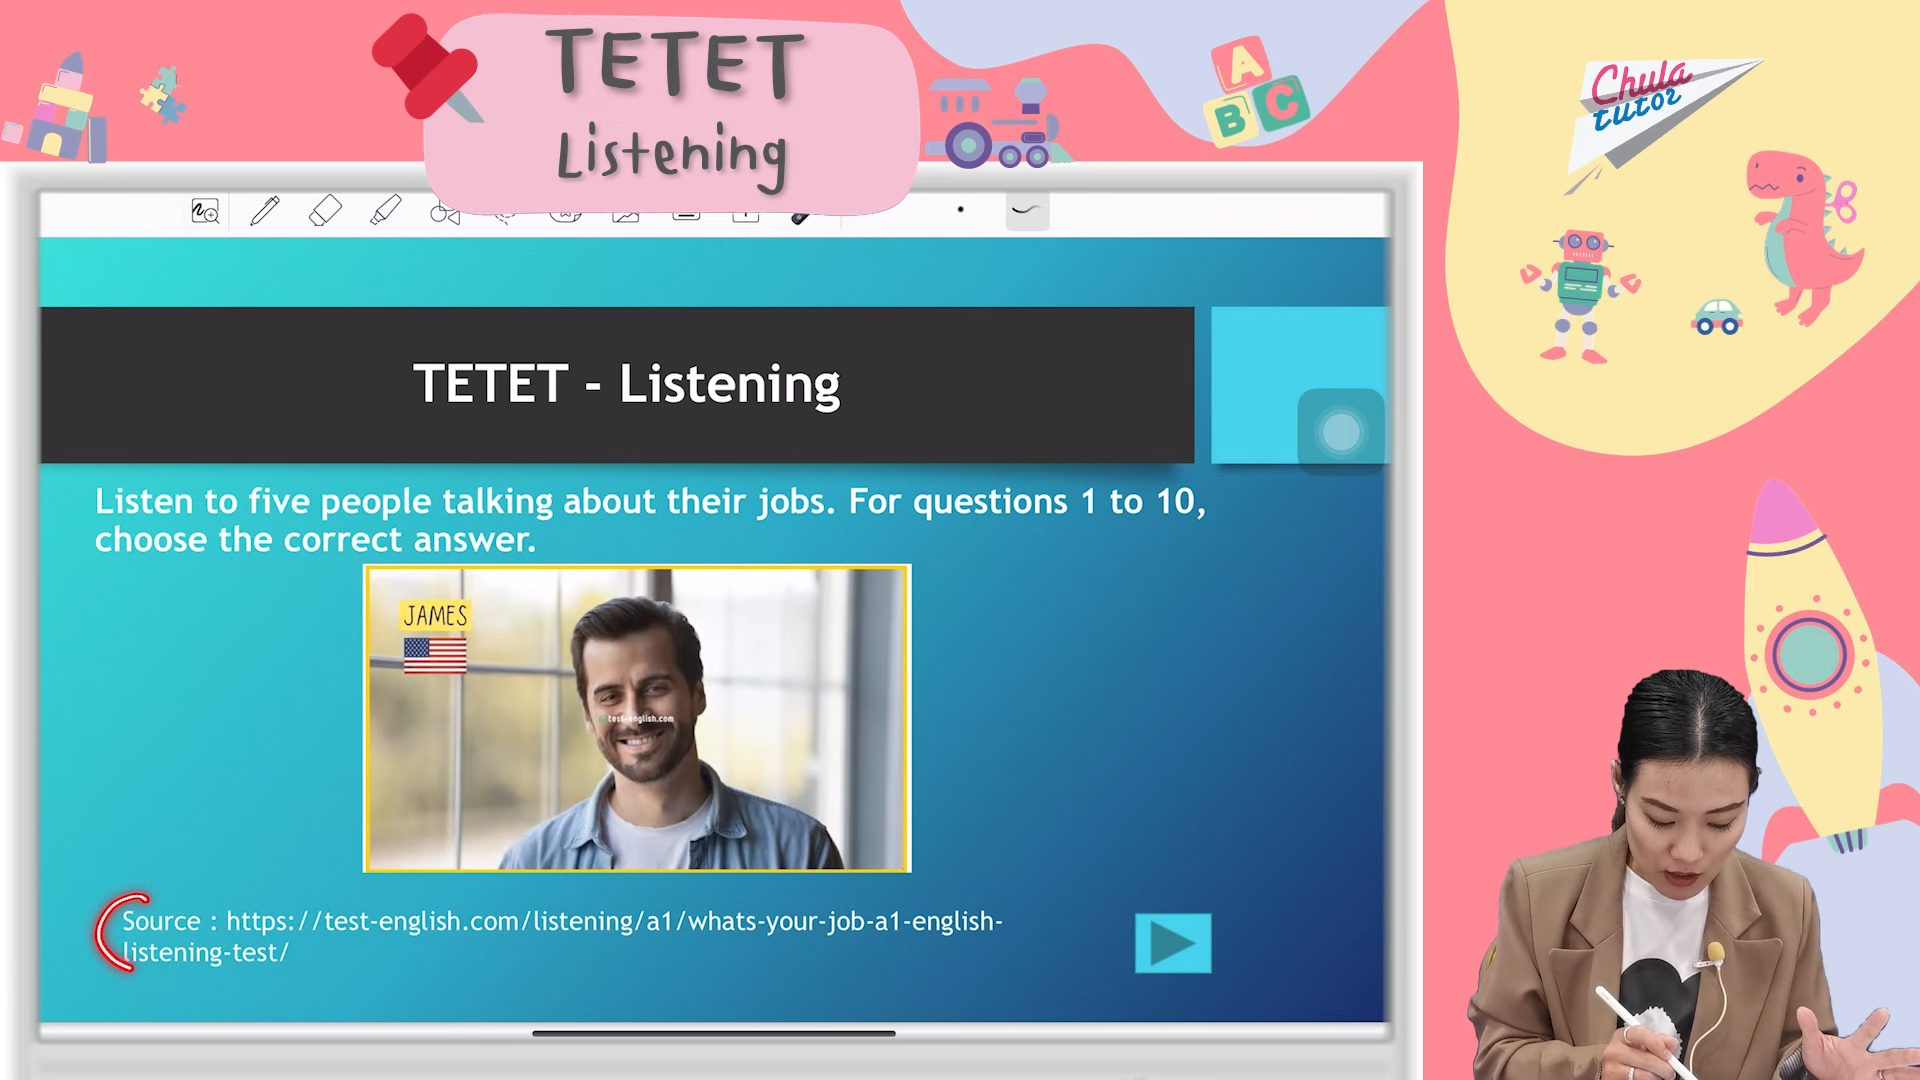 TETET
Listening
A
B
C
Chula
tutor
TETET - Listening
Listen to five people talking about their jobs. For questions 1 to 10,
choose the correct answer.
JAMES
test-english.com
Source : https://test-english.com/listening/a1/whats-your-job-a1-english-
listening-test/